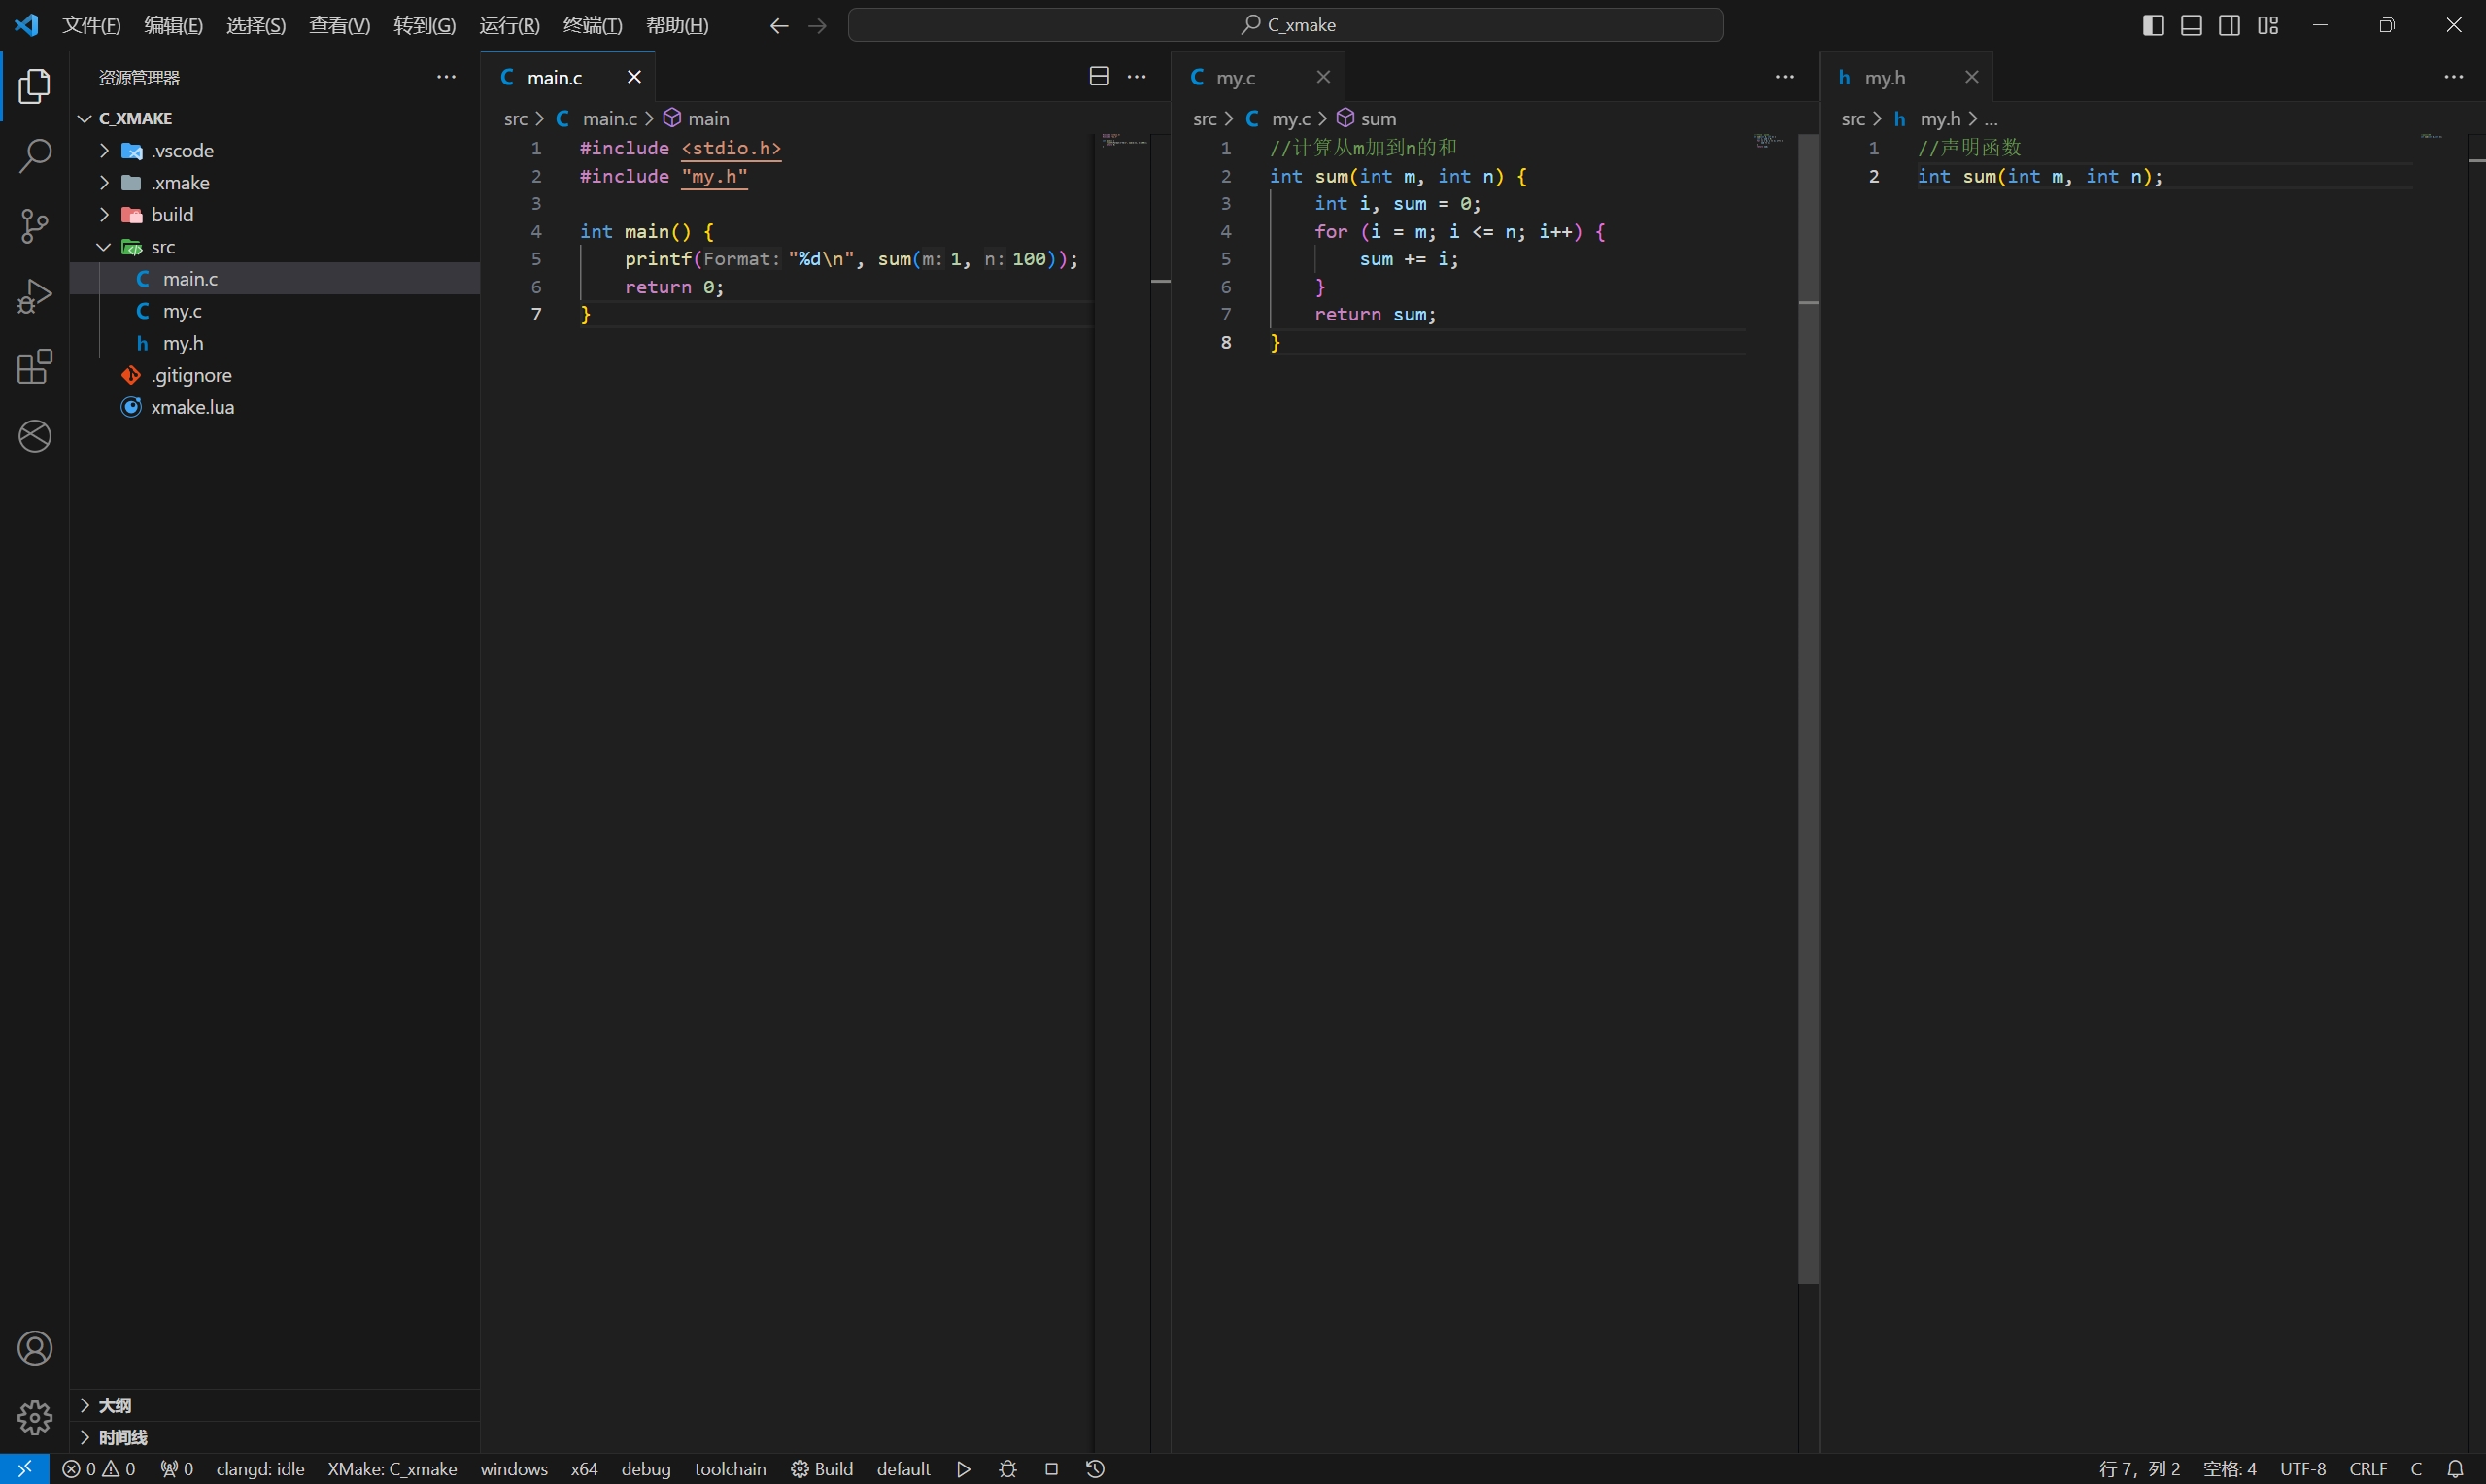 文件(F) 编辑(E) 选择(S) 查看(V) 转到(G) 运行(R) 终端(T) 帮助(H) C_xmake
资源管理器
C_XMAKE
.vscode
.xmake
build
src
main.c
my.c
my.h
.gitignore
xmake.lua
大纲
时间线
main.c
src > main.c > main
1 #include <stdio.h>
2 #include "my.h"
3
4 int main() {
5 printf(Format: "%d\n", sum(m: 1, n: 100));
6 return 0;
7 }
my.c
src > my.c > sum
1 //计算从m加到n的和
2 int sum(int m, int n) {
3 int i, sum = 0;
4 for (i = m; i <= n; i++) {
5 sum += i;
6 }
7 return sum;
8 }
my.h
src > my.h > ...
1 //声明函数
2 int sum(int m, int n);
0 0 0 clangd: idle XMake: C_xmake windows x64 debug toolchain Build default 行 7, 列 2 空格: 4 UTF-8 CRLF C